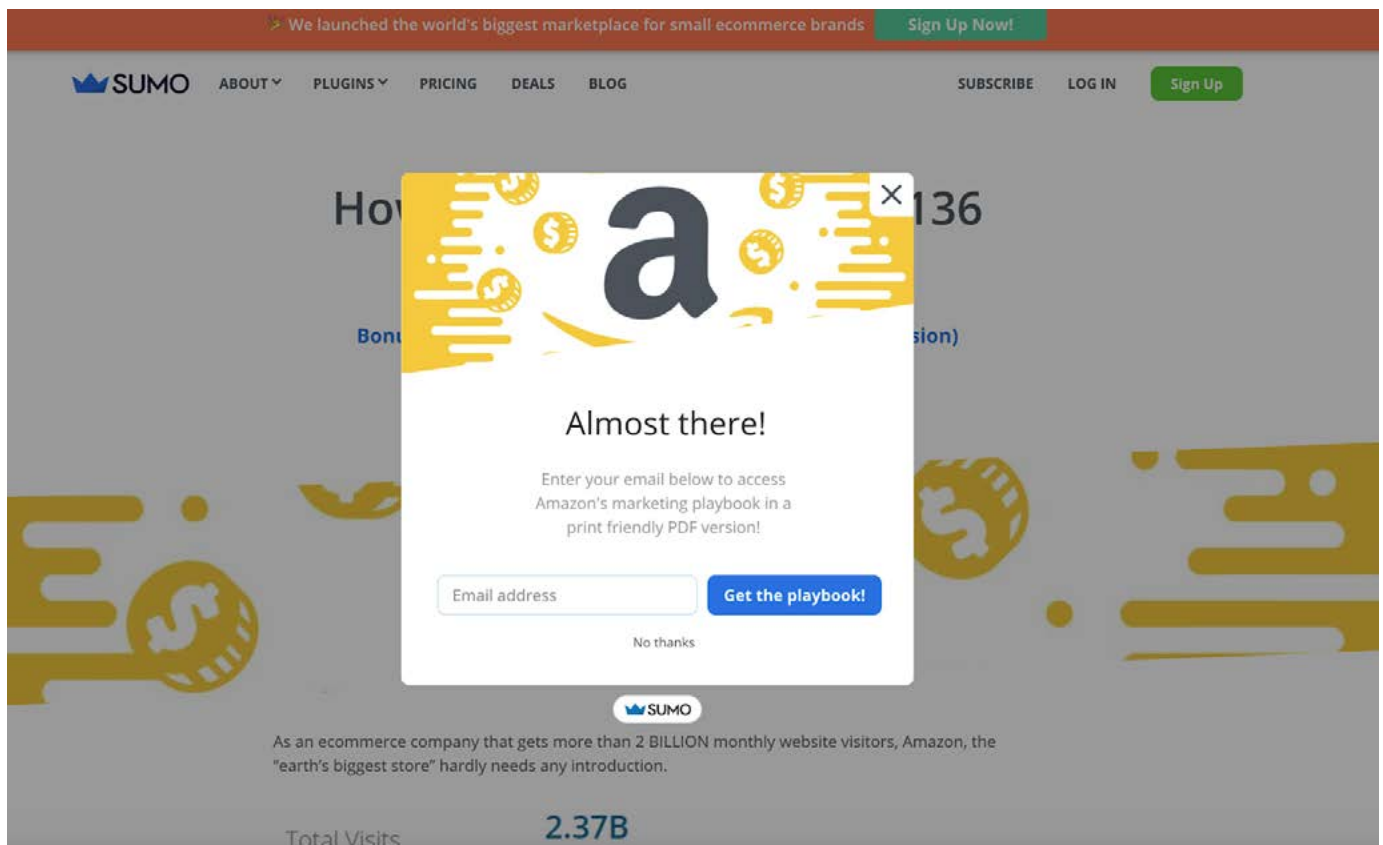 We launched the world's biggest marketplace for small ecommerce brands Sign Up Now!
SUMO ABOUT PLUGINS PRICING DEALS BLOG SUBSCRIBE LOG IN Sign Up
136
sion)
a
Almost there!
Enter your email below to access
Amazon's marketing playbook in a
print friendly PDF version!
Email address Get the playbook!
No thanks
SUMO
As an ecommerce company that gets more than 2 BILLION monthly website visitors, Amazon, the
“earth's biggest store” hardly needs any introduction.
Total Visits 2.37B